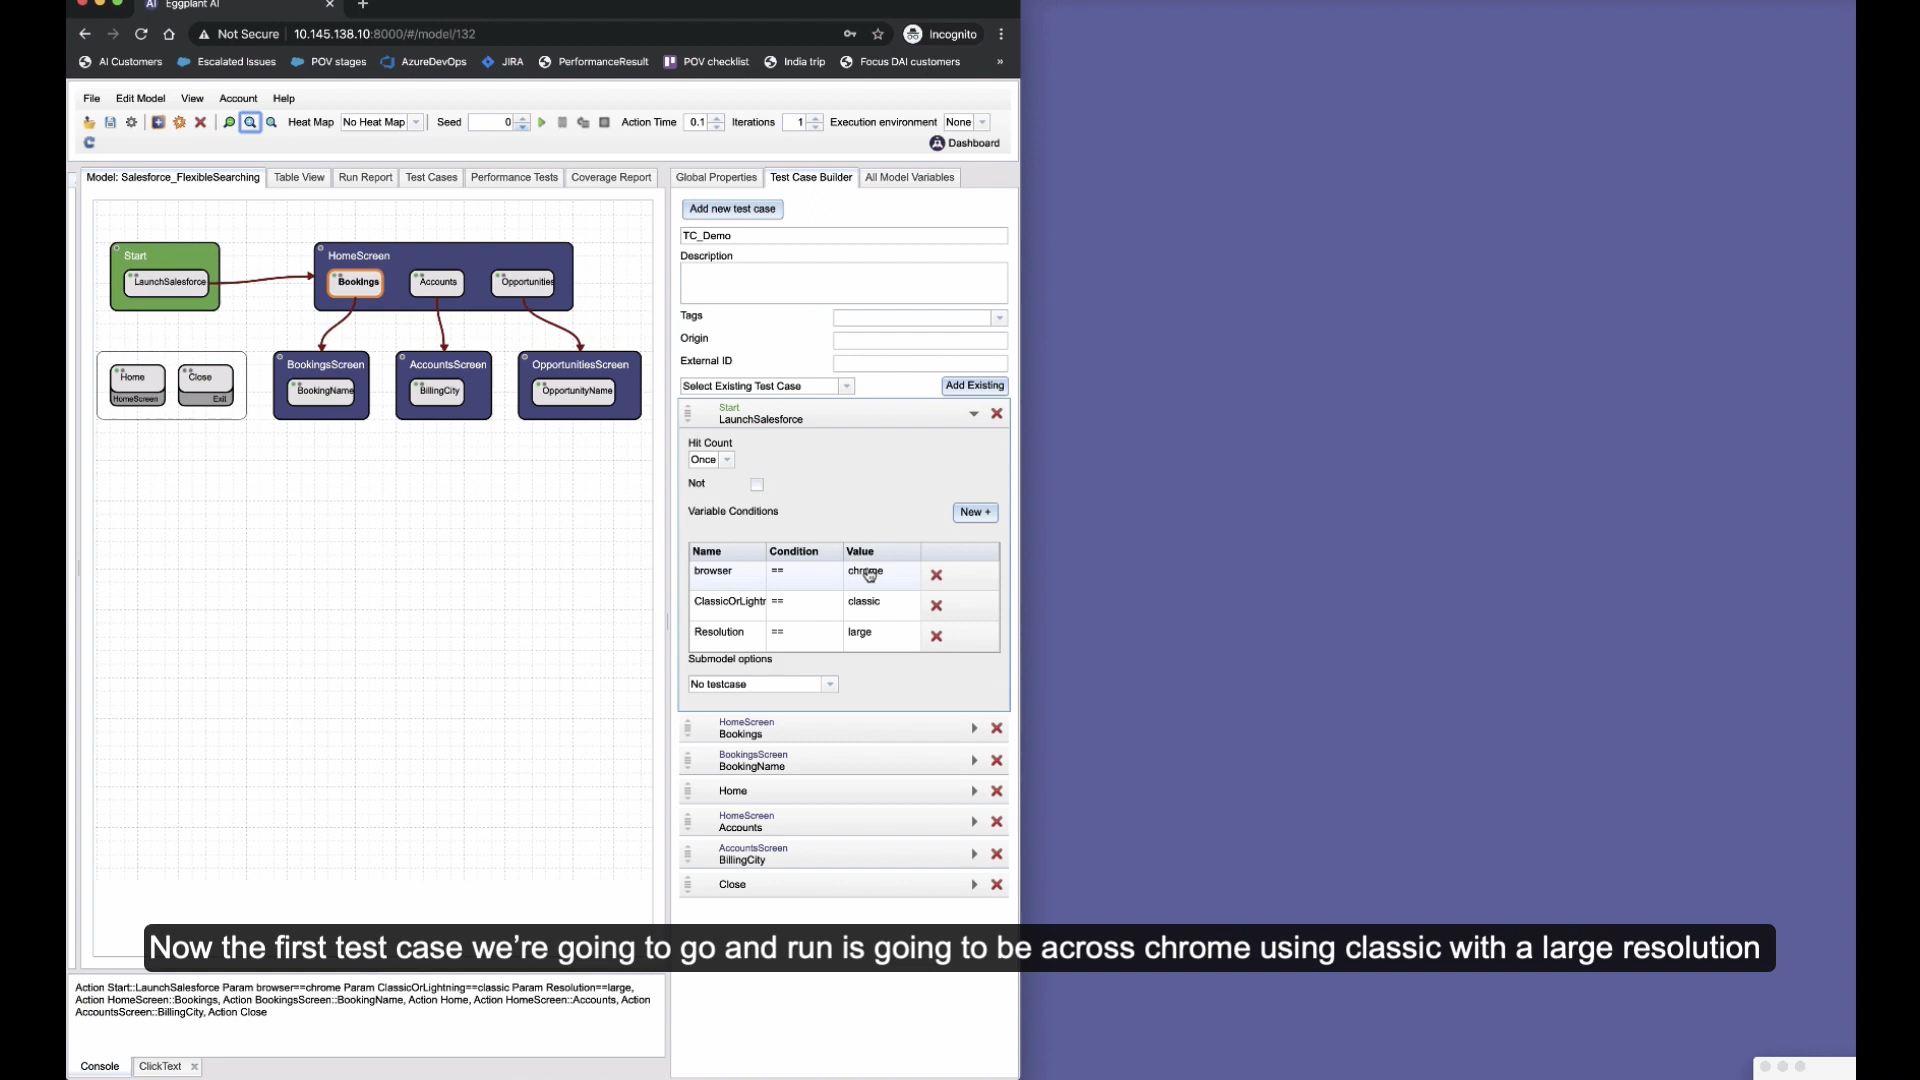 Eggplant AI
Not Secure 10.145.138.10:8000/#/model/132 Incognito
AI Customers Escalated Issues POV stages AzureDevOps JIRA PerformanceResult POV checklist India trip Focus DAI customers »
File Edit Model View Account Help
Heat Map No Heat Map Seed 0 Action Time 0.1 Iterations 1 Execution environment None
Dashboard
Model: Salesforce_FlexibleSearching Table View Run Report Test Cases Performance Tests Coverage Report Global Properties Test Case Builder All Model Variables
Add new test case
TC_Demo
Description
Start
LaunchSalesforce
HomeScreen
Bookings Accounts Opportunities
Home
HomeScreen
Close
Exit
BookingsScreen
BookingName
AccountsScreen
BillingCity
OpportunitiesScreen
OpportunityName
Tags
Origin
External ID
Select Existing Test Case Add Existing
Start
LaunchSalesforce
Hit Count
Once
Not
Variable Conditions New +
Name Condition Value
browser == chrome
ClassicOrLightr == classic
Resolution == large
Submodel options
No testcase
HomeScreen
Bookings
BookingsScreen
BookingName
Home
HomeScreen
Accounts
AccountsScreen
BillingCity
Close
Now the first test case we're going to go and run is going to be across chrome using classic with a large resolution
Action Start::LaunchSalesforce Param browser==chrome Param ClassicOrLightning==classic Param Resolution==large,
Action HomeScreen::Bookings, Action BookingsScreen::BookingName, Action Home, Action HomeScreen::Accounts, Action
AccountsScreen::BillingCity, Action Close
Console ClickText